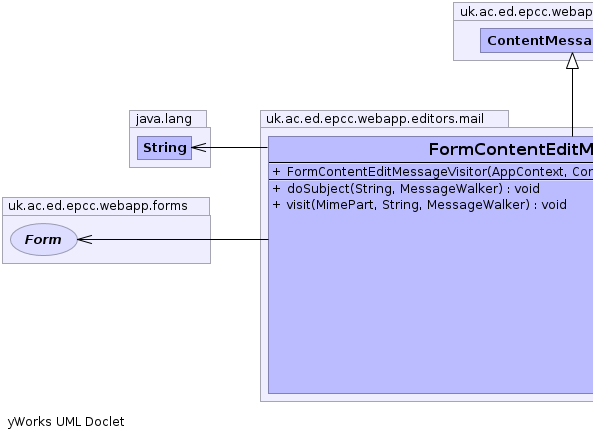 uk.ac.ed.epcc.webapp
ContentMessa
java.lang
String
uk.ac.ed.epcc.webapp.editors.mail
FormContentEditM
+ FormContentEditMessageVisitor(AppContext, Con
+ doSubject(String, MessageWalker) : void
+ visit(MimePart, String, MessageWalker) : void
uk.ac.ed.epcc.webapp.forms
Form
yWorks UML Doclet